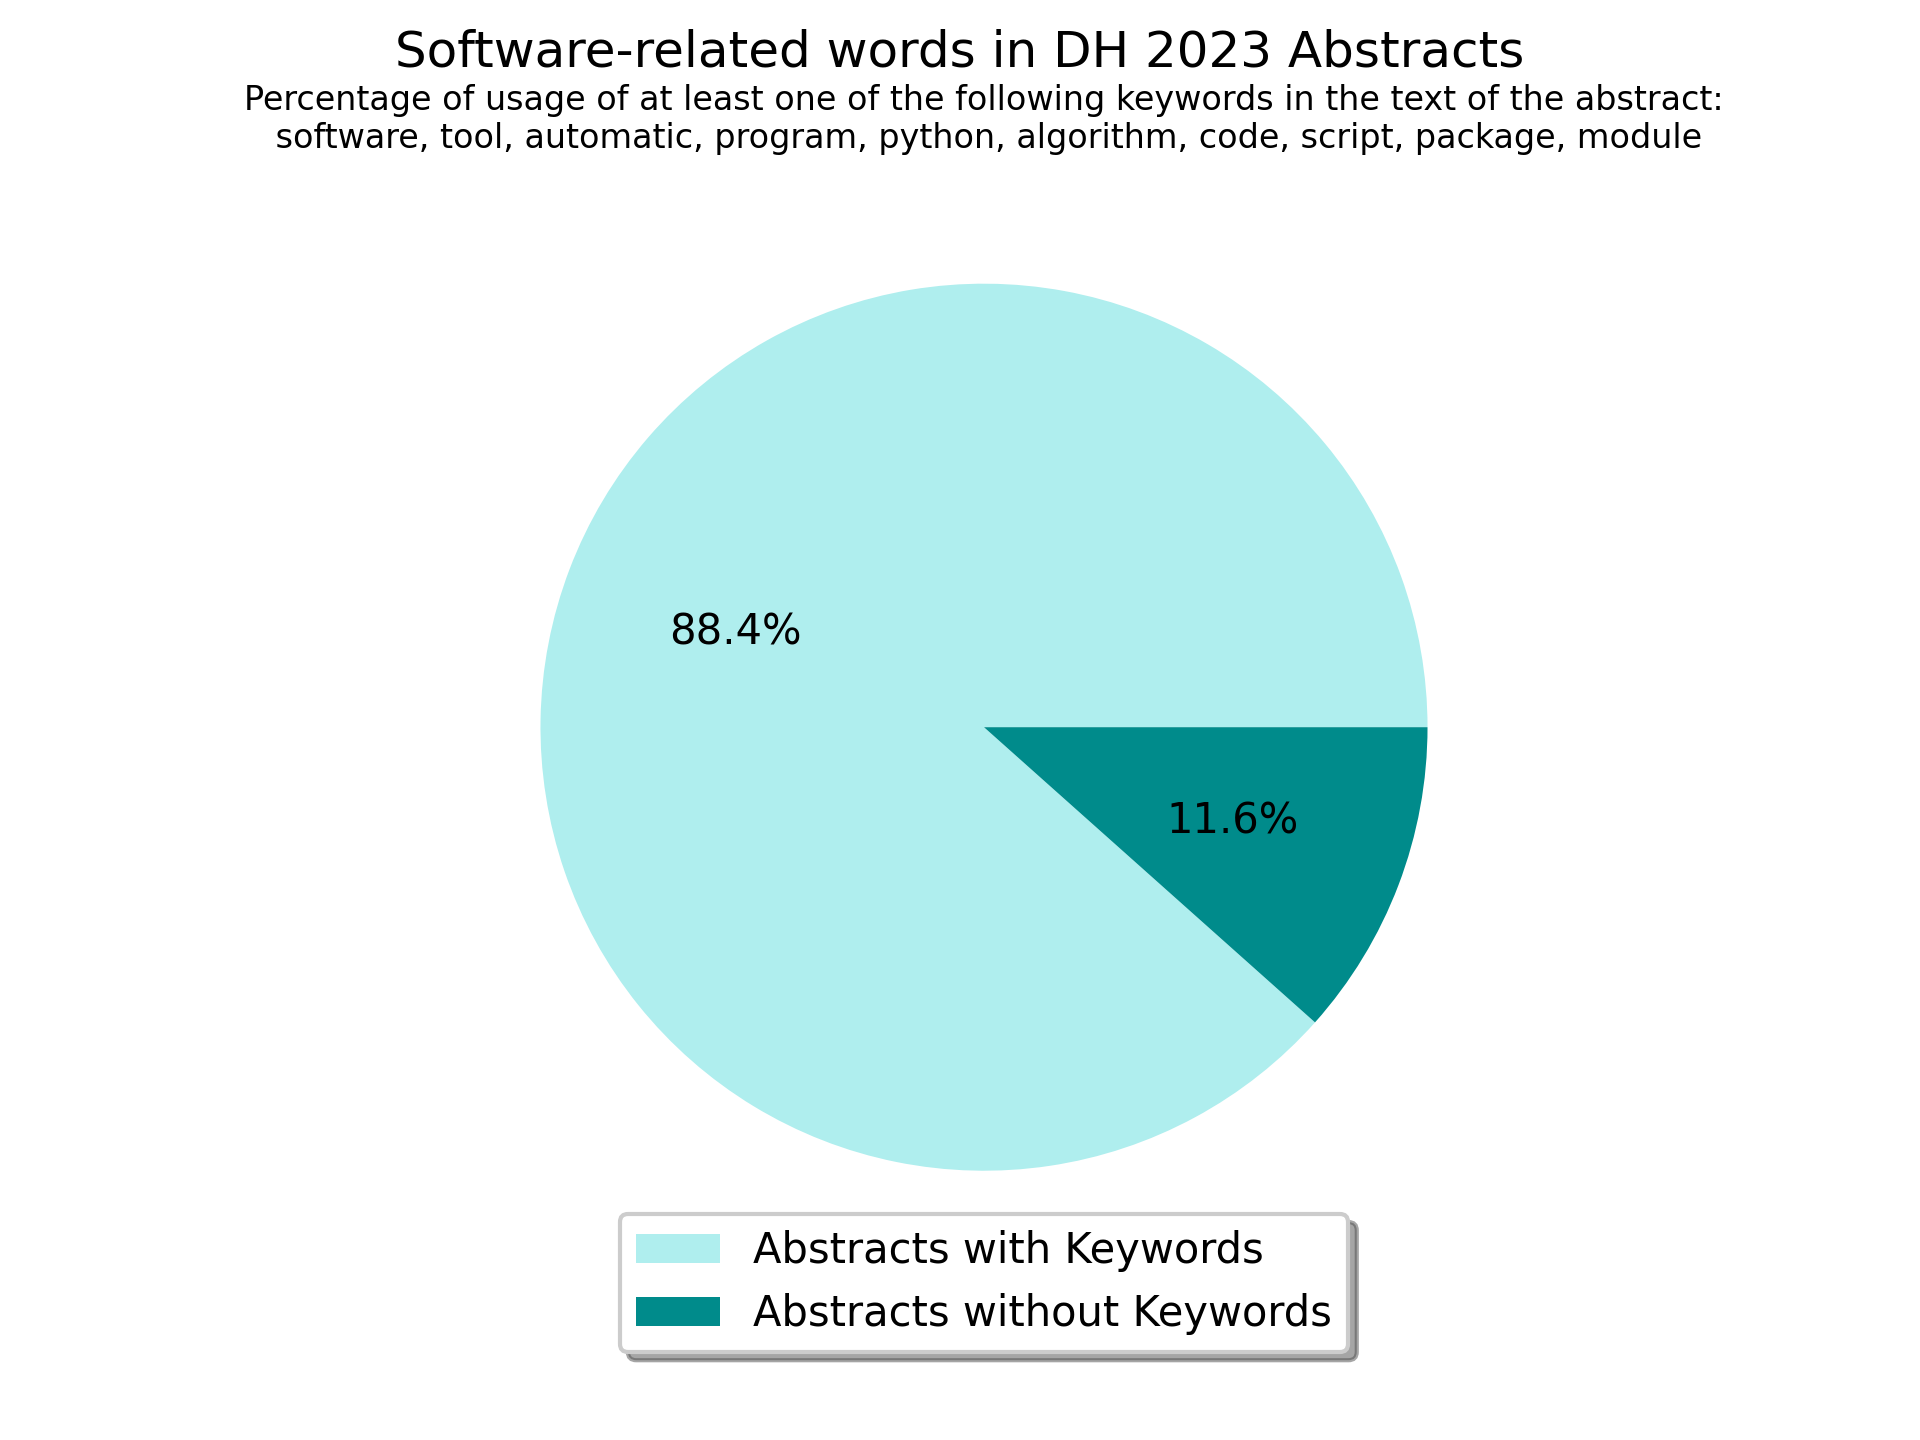 Software-related words in DH 2023 Abstracts
Percentage of usage of at least one of the following keywords in the text of the abstract:
software, tool, automatic, program, python, algorithm, code, script, package, module
88.4%
11.6%
Abstracts with Keywords
Abstracts without Keywords